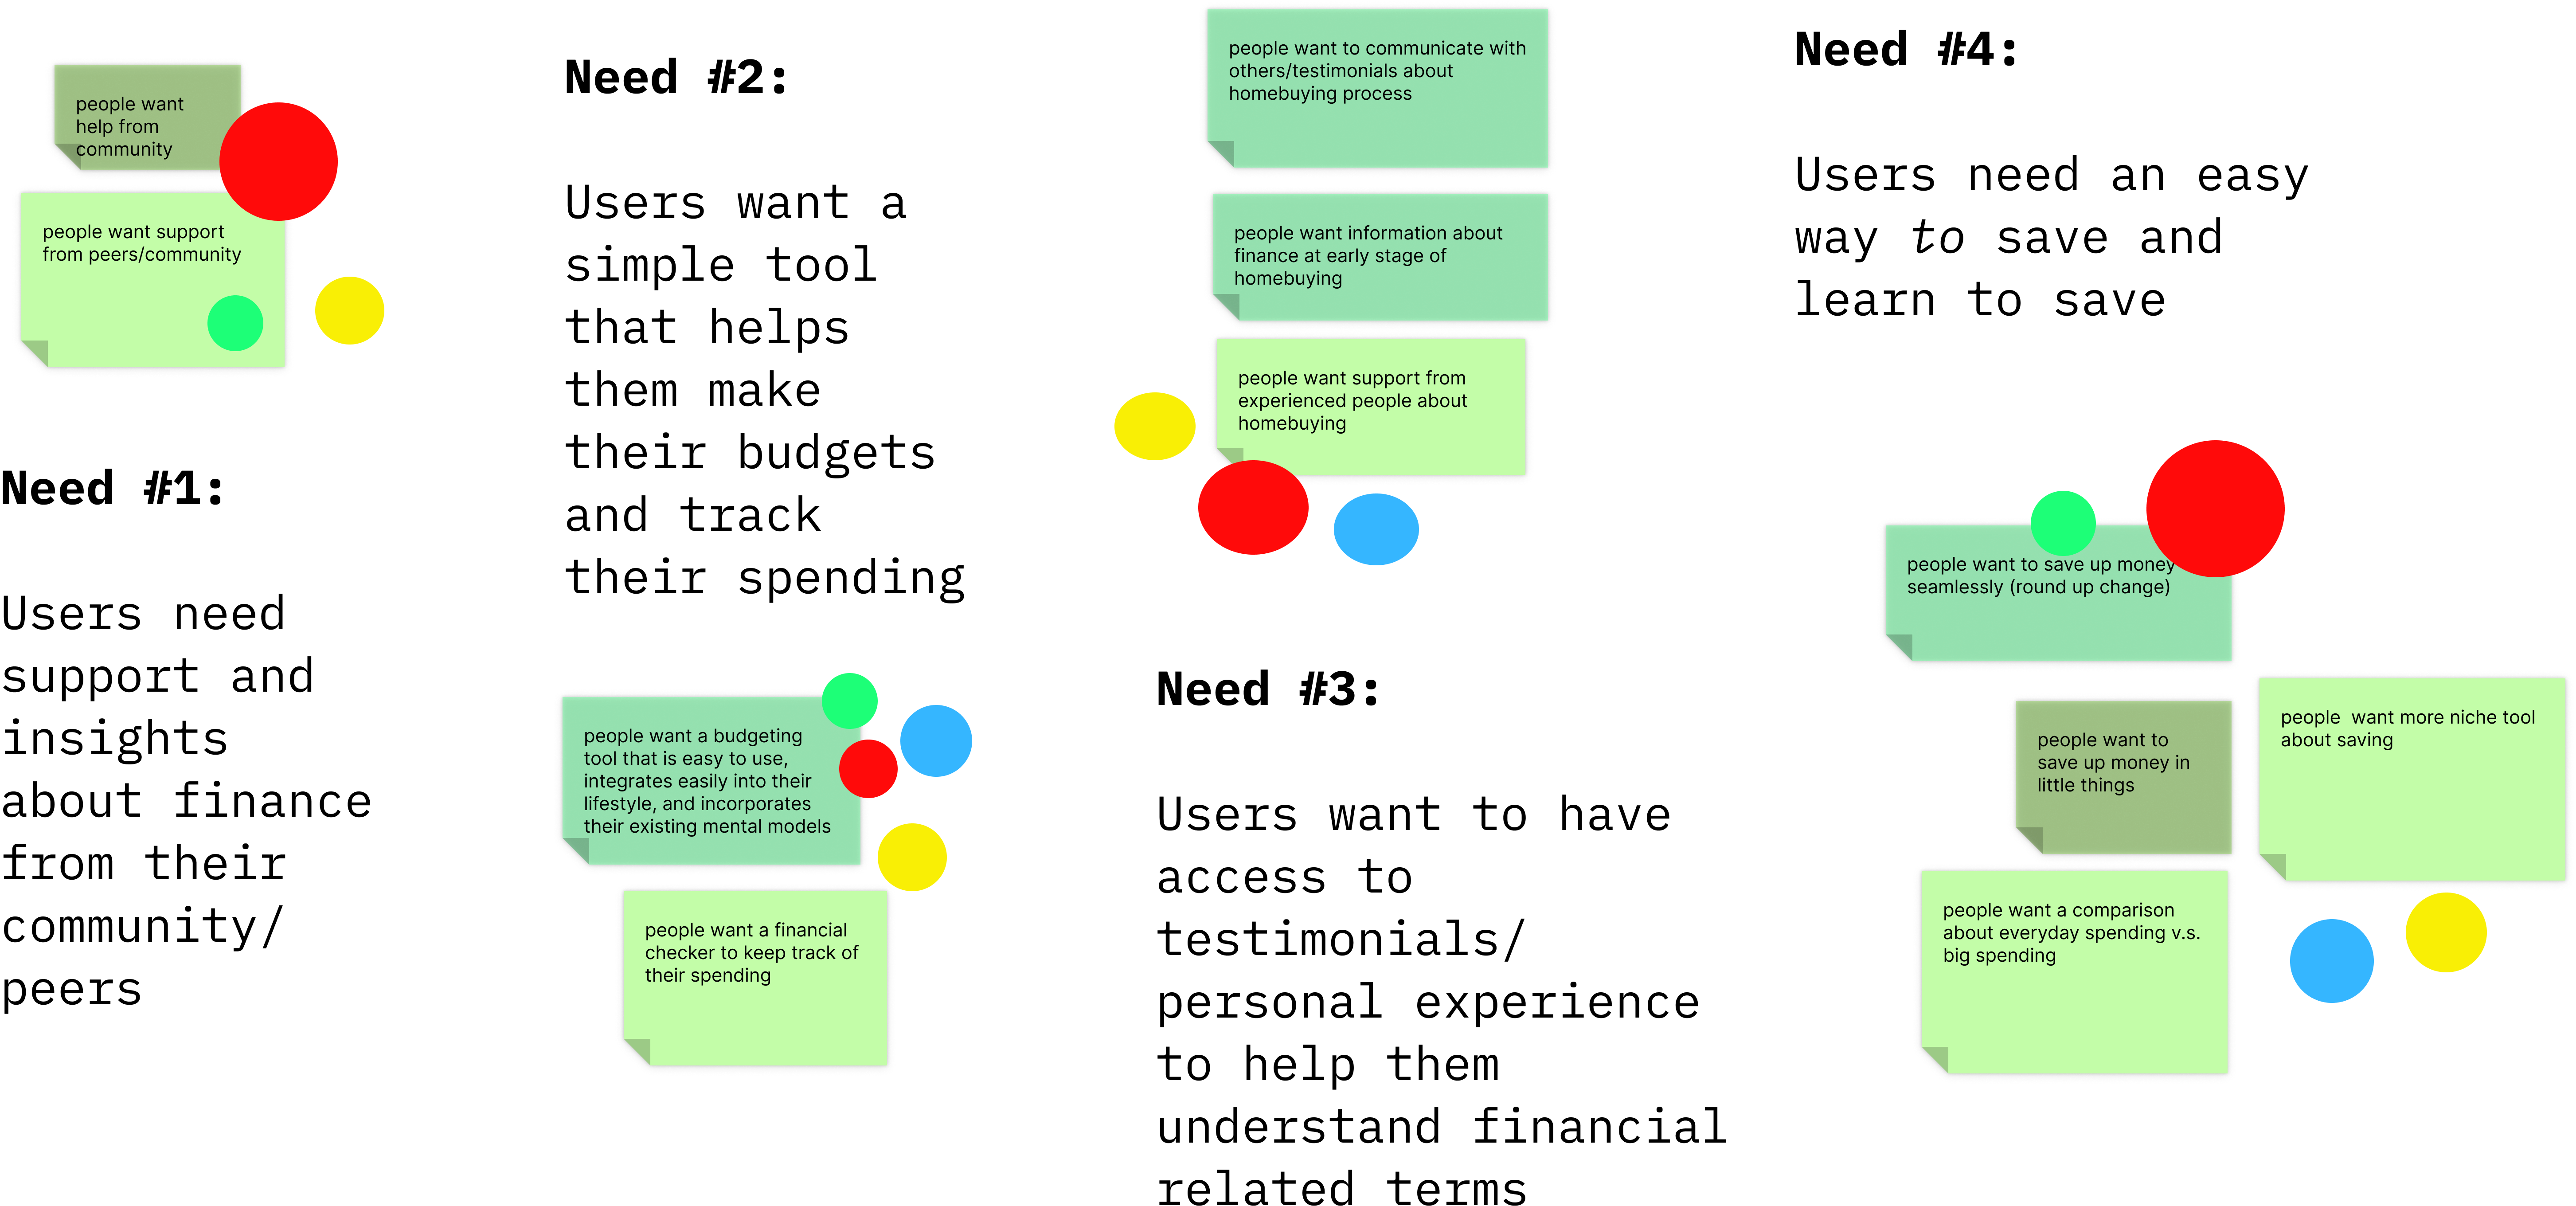 people want
help from
community
people want support
from peers/community
Need #1:
Users need
support and
insights
about finance
from their
community/
peers
Need #2:
Users want a
simple tool
that helps
them make
their budgets
and track
their spending
people want a budgeting
tool that is easy to use,
integrates easily into their
lifestyle, and incorporates
their existing mental models
people want a financial
checker to keep track of
their spending
people want to communicate with
others/testimonials about
homebuying process
people want information about
finance at early stage of
homebuying
people want support from
experienced people about
homebuying
Need #3:
Users want to have
access to
testimonials/
personal experience
to help them
understand financial
related terms
Need #4:
Users need an easy
way to save and
learn to save
people want to save up money
seamlessly (round up change)
people want to
save up money in
little things
people  want more niche tool
about saving
people want a comparison
about everyday spending v.s.
big spending